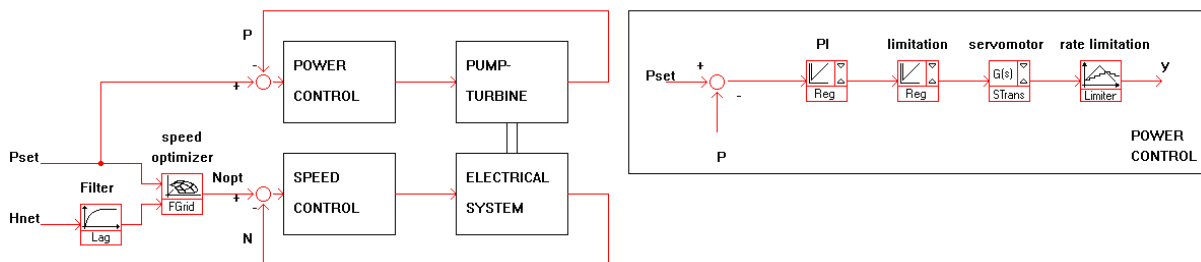 P
-
+
POWER
CONTROL
PUMP-
TURBINE
speed
optimizer
Pset
Filter
Nopt
+
-
FGrid
Hnet
Lag
N
SPEED
CONTROL
ELECTRICAL
SYSTEM
PI
limitation
servomotor
rate limitation
Pset
+
-
P
Reg
Reg
G(s)
STrans
Limiter
y
POWER
CONTROL